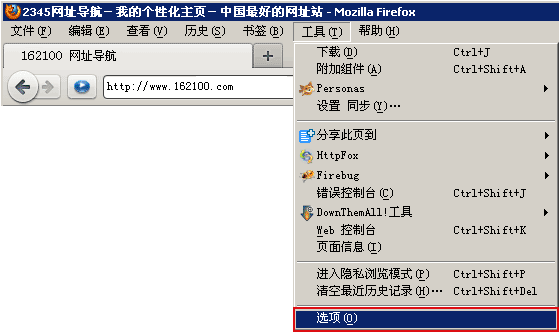 2345网址导航－我的个性化主页－中国最好的网址站 - Mozilla Firefox
文件(F) 编辑(E) 查看(V) 历史(S) 书签(B) 工具(T) 帮助(H)
162100 网址导航
http://www.162100.com
下载(D) Ctrl+J
附加组件(A) Ctrl+Shift+A
Personas
设置 同步(Y)…
分享此页到
HttpFox
Firebug
错误控制台(C) Ctrl+Shift+J
DownThemAll!工具
Web 控制台 Ctrl+Shift+K
页面信息(I)
进入隐私浏览模式(P) Ctrl+Shift+P
清空最近历史记录(H)… Ctrl+Shift+Del
选项(O)